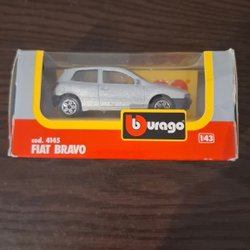 burago
cod. 4145
FIAT BRAVO
1:43